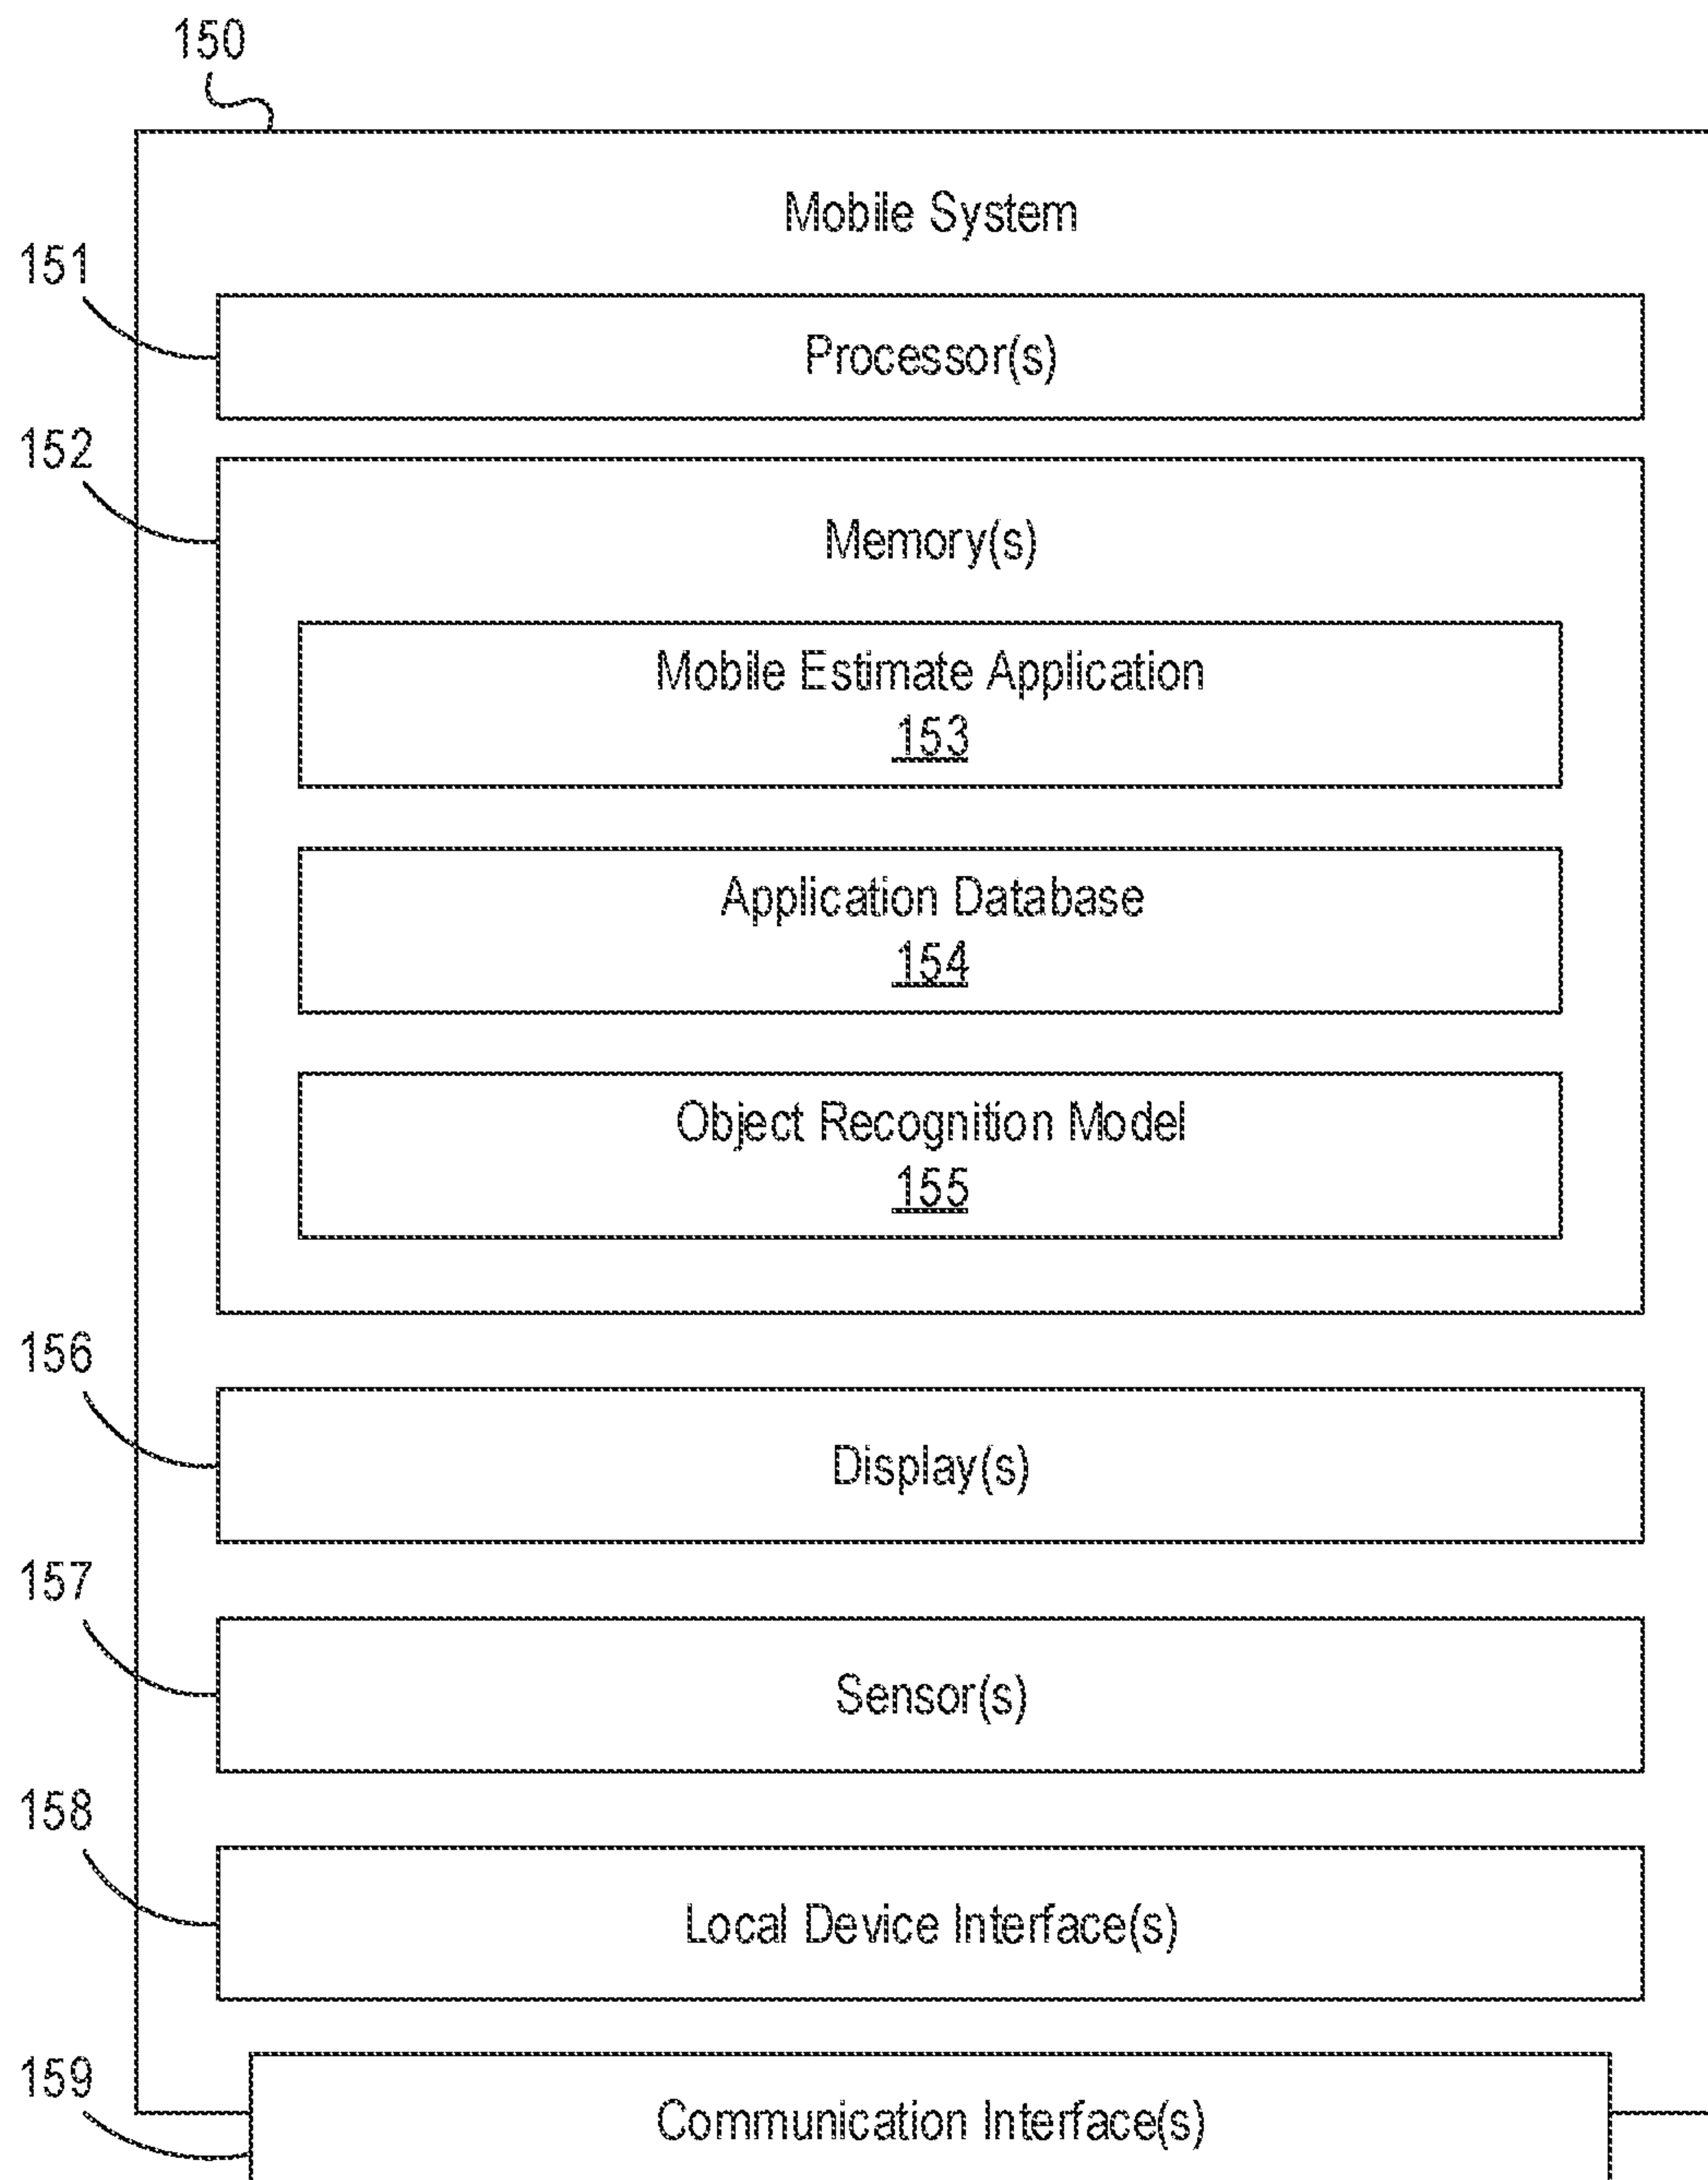 150
Mobile System
151
Processor(s)
152
Memory(s)
Mobile Estimate Application
153
Application Database
154
Object Recognition Model
155
156
Display(s)
157
Sensor(s)
158
Local Device Interface(s)
159
Communication Interface(s)